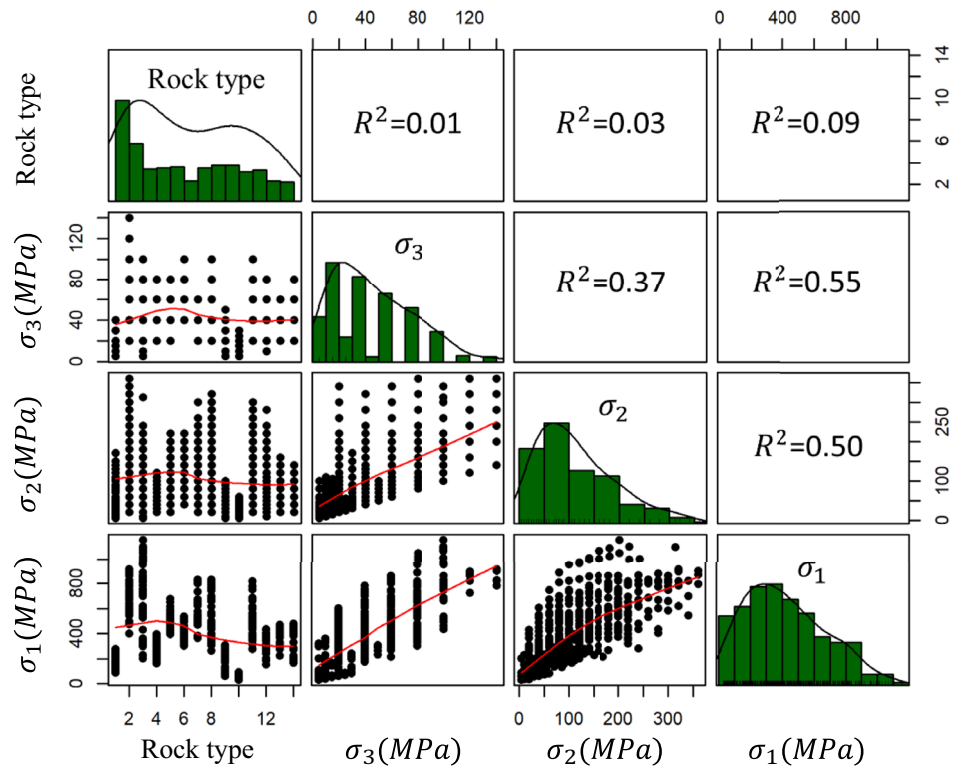 0 40 80 120 0 400 800
Rock type
Rock type
R²=0.01
R²=0.03
R²=0.09
2 6 8 10 14
σ₃(MPa)
0 40 80 120
σ₃
R²=0.37
R²=0.55
σ₂(MPa)
σ₂
R²=0.50
0 100 250
σ₁(MPa)
0 400 800
σ₁
2 4 6 8 12 0 100 200 300
Rock type
σ₃(MPa)
σ₂(MPa)
σ₁(MPa)